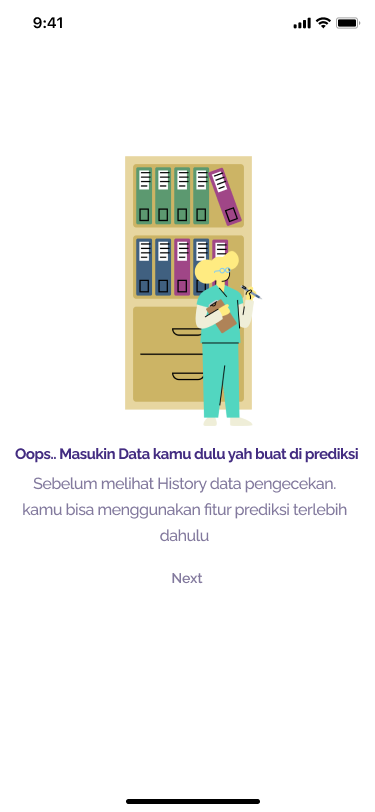 9:41
Oops.. Masukin Data kamu dulu yah buat di prediksi
Sebelum melihat History data pengecekan.
kamu bisa menggunakan fitur prediksi terlebih
dahulu
Next